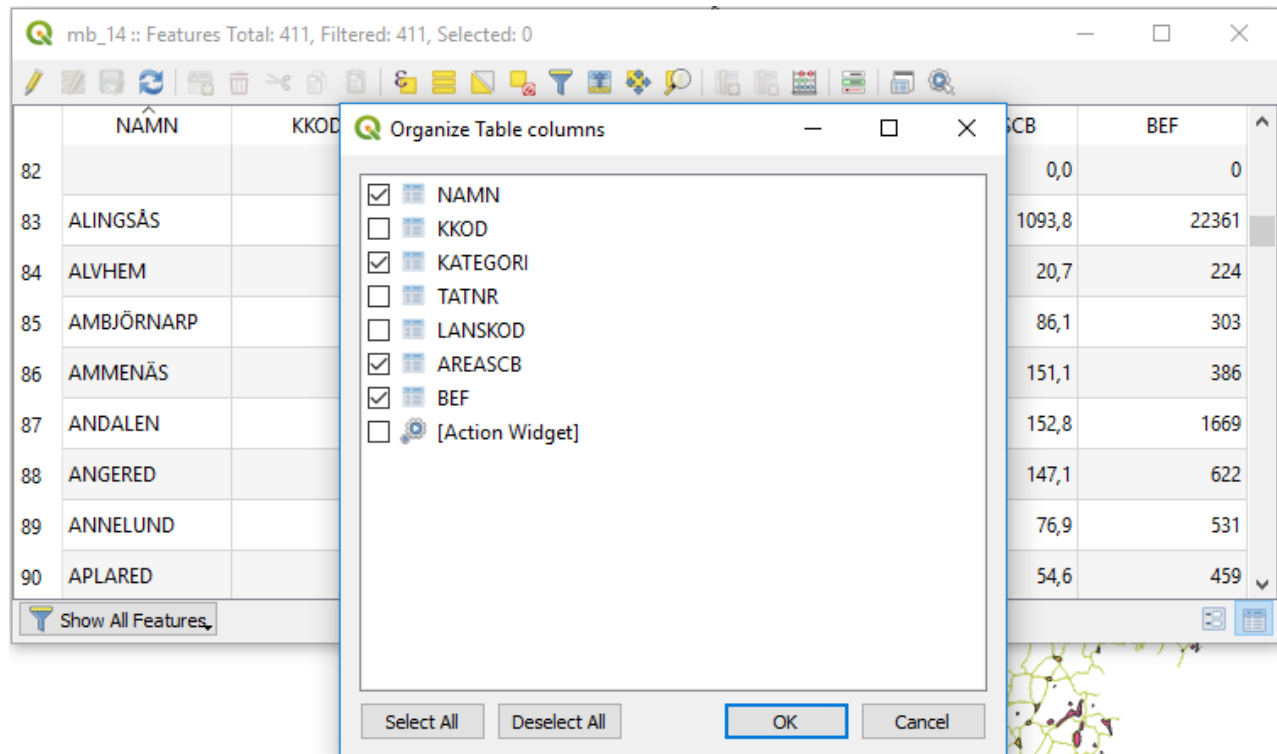 mb_14 :: Features Total: 411, Filtered: 411, Selected: 0
NAMN KKOD SCB BEF
82 0,0 0
83 ALINGSÅS 1093,8 22361
84 ALVHEM 20,7 224
85 AMBJÖRNARP 86,1 303
86 AMMENÄS 151,1 386
87 ANDALEN 152,8 1669
88 ANGERED 147,1 622
89 ANNELUND 76,9 531
90 APLARED 54,6 459
Show All Features
Organize Table columns
NAMN
KKOD
KATEGORI
TATNR
LANSKOD
AREASCB
BEF
[Action Widget]
Select All Deselect All OK Cancel